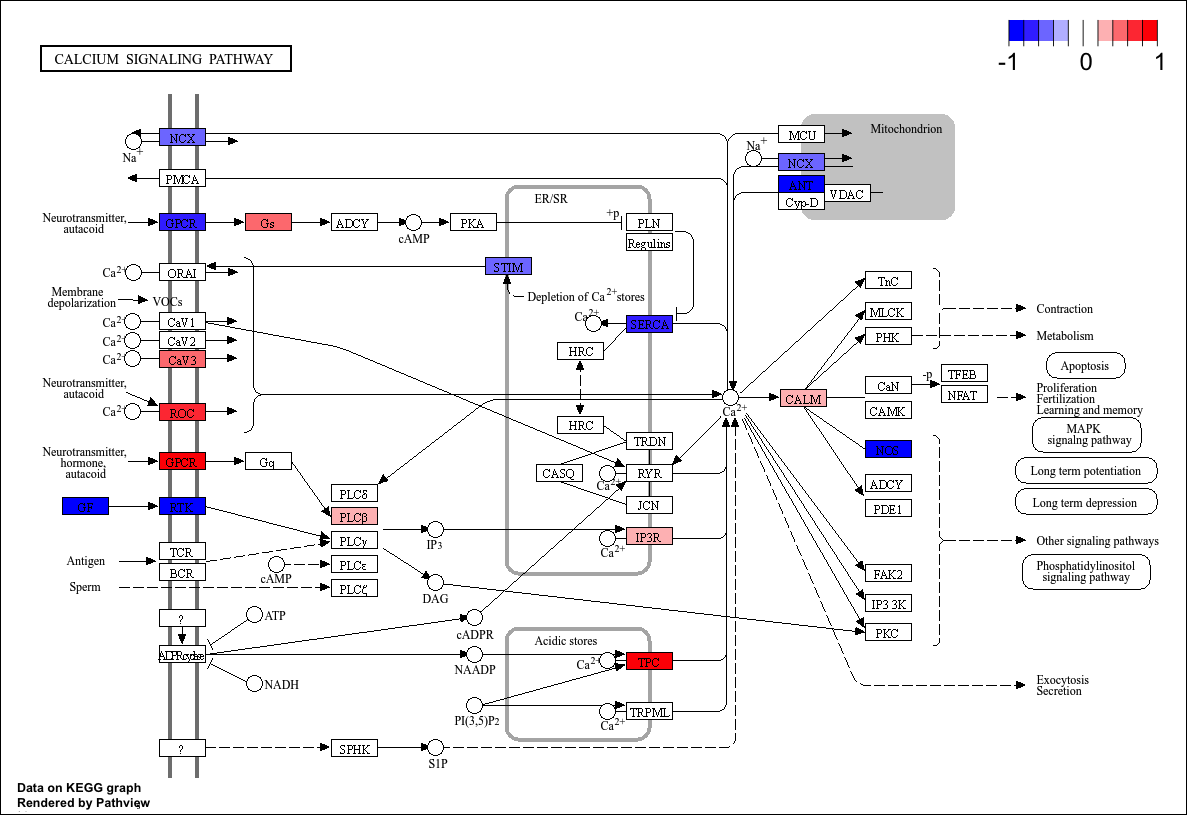 CALCIUM SIGNALING PATHWAY
-1 0 1
NCX
Na+
PMCA
Neurotransmitter,
autacoid
GPCR
Gs
ADCY
cAMP
PKA
+p
ER/SR
PLN
Regulins
MCU
Mitochondrion
Na+
NCX
ANT
Cyp-D
VDAC
Ca2+
ORAI
STIM
Depletion of Ca2+ stores
Membrane
depolarization
VOCs
Ca2+
CaV1
Ca2+
CaV2
Ca2+
CaV3
Ca2+
SERCA
HRC
HRC
Neurotransmitter,
autacoid
Ca2+
ROC
Neurotransmitter,
hormone,
autacoid
GPCR
Gq
GF
RTK
PLCδ
PLCβ
PLCγ
PLCε
PLCζ
IP3
DAG
TRDN
CASQ
Ca2+
RYR
JCN
Ca2+
IP3R
Antigen
TCR
BCR
cAMP
Sperm
?
ATP
NADH
cADPR
NAADP
PI(3,5)P2
Acidic stores
Ca2+
TPC
Ca2+
TRPML
?
SPHK
S1P
Ca2+
CALM
TnC
MLCK
PHK
CaN
CAMK
-p
TFEB
NFAT
NOS
ADCY
PDE1
FAK2
IP3 3K
PKC
Contraction
Metabolism
Apoptosis
Proliferation
Fertilization
Learning and memory
MAPK
signaling pathway
Long term potentiation
Long term depression
Other signaling pathways
Phosphatidylinositol
signaling pathway
Exocytosis
Secretion
Data on KEGG graph
Rendered by Pathview